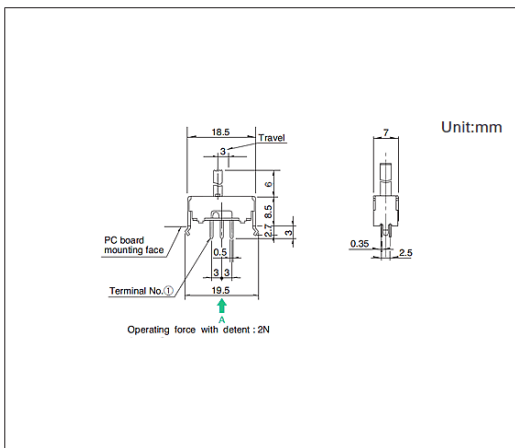 Unit:mm
18.5
Travel
3
7
6
8.5
2.7
3
PC board
mounting face
0.5
0.35
2.5
3 3
Terminal No.①
19.5
A
Operating force with detent : 2N